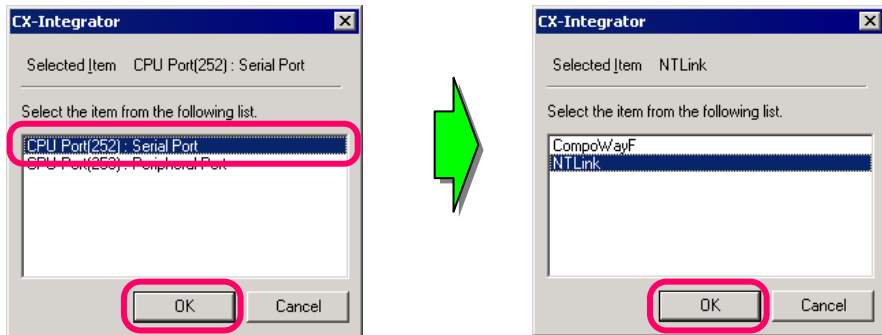 CX-Integrator
Selected Item CPU Port(252) : Serial Port
Select the item from the following list.
CPU Port(252) : Serial Port
CPU Port(253) : Peripheral Port
OK
Cancel
CX-Integrator
Selected Item NTLink
Select the item from the following list.
CompoWayF
NTLink
OK
Cancel